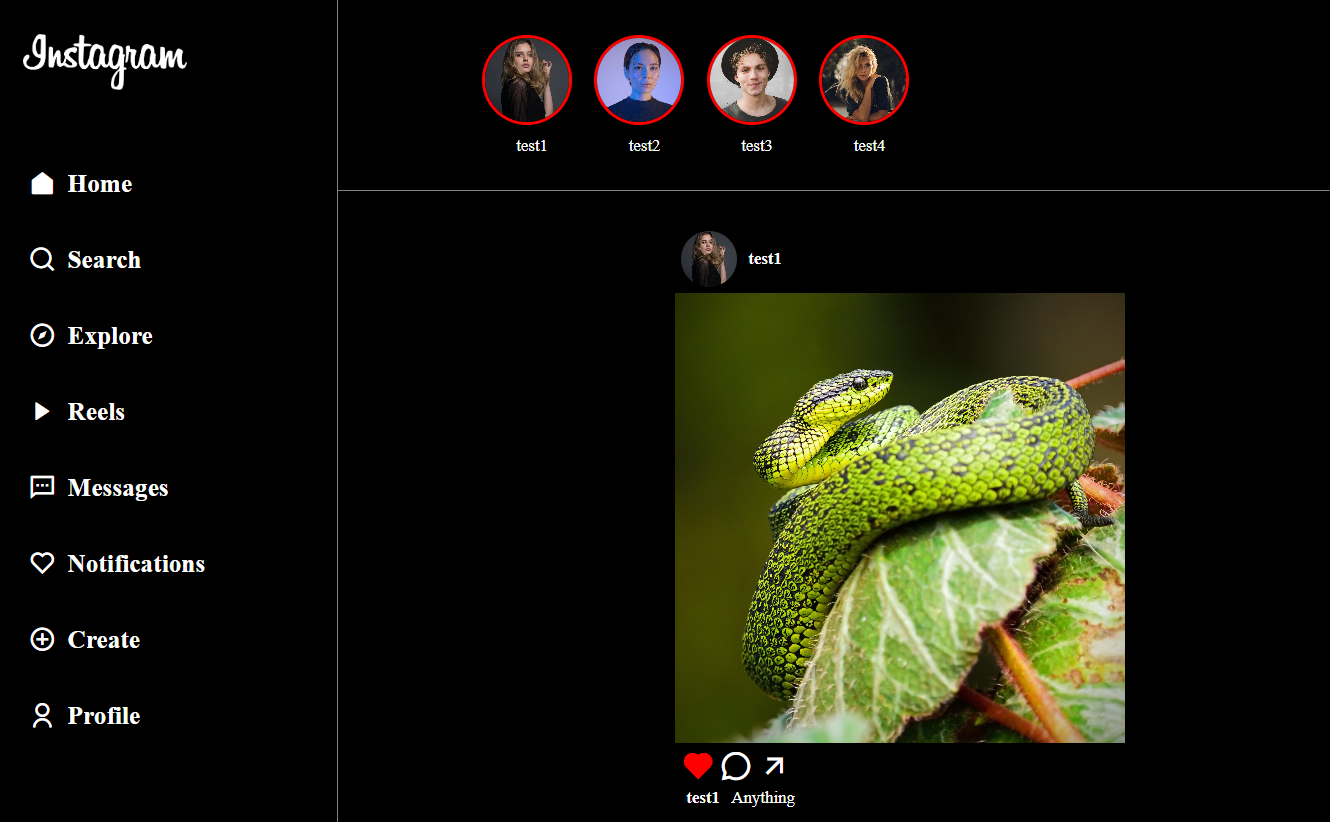 Instagram
Home
Search
Explore
Reels
Messages
Notifications
Create
Profile
test1 test2 test3 test4
test1
test1 Anything